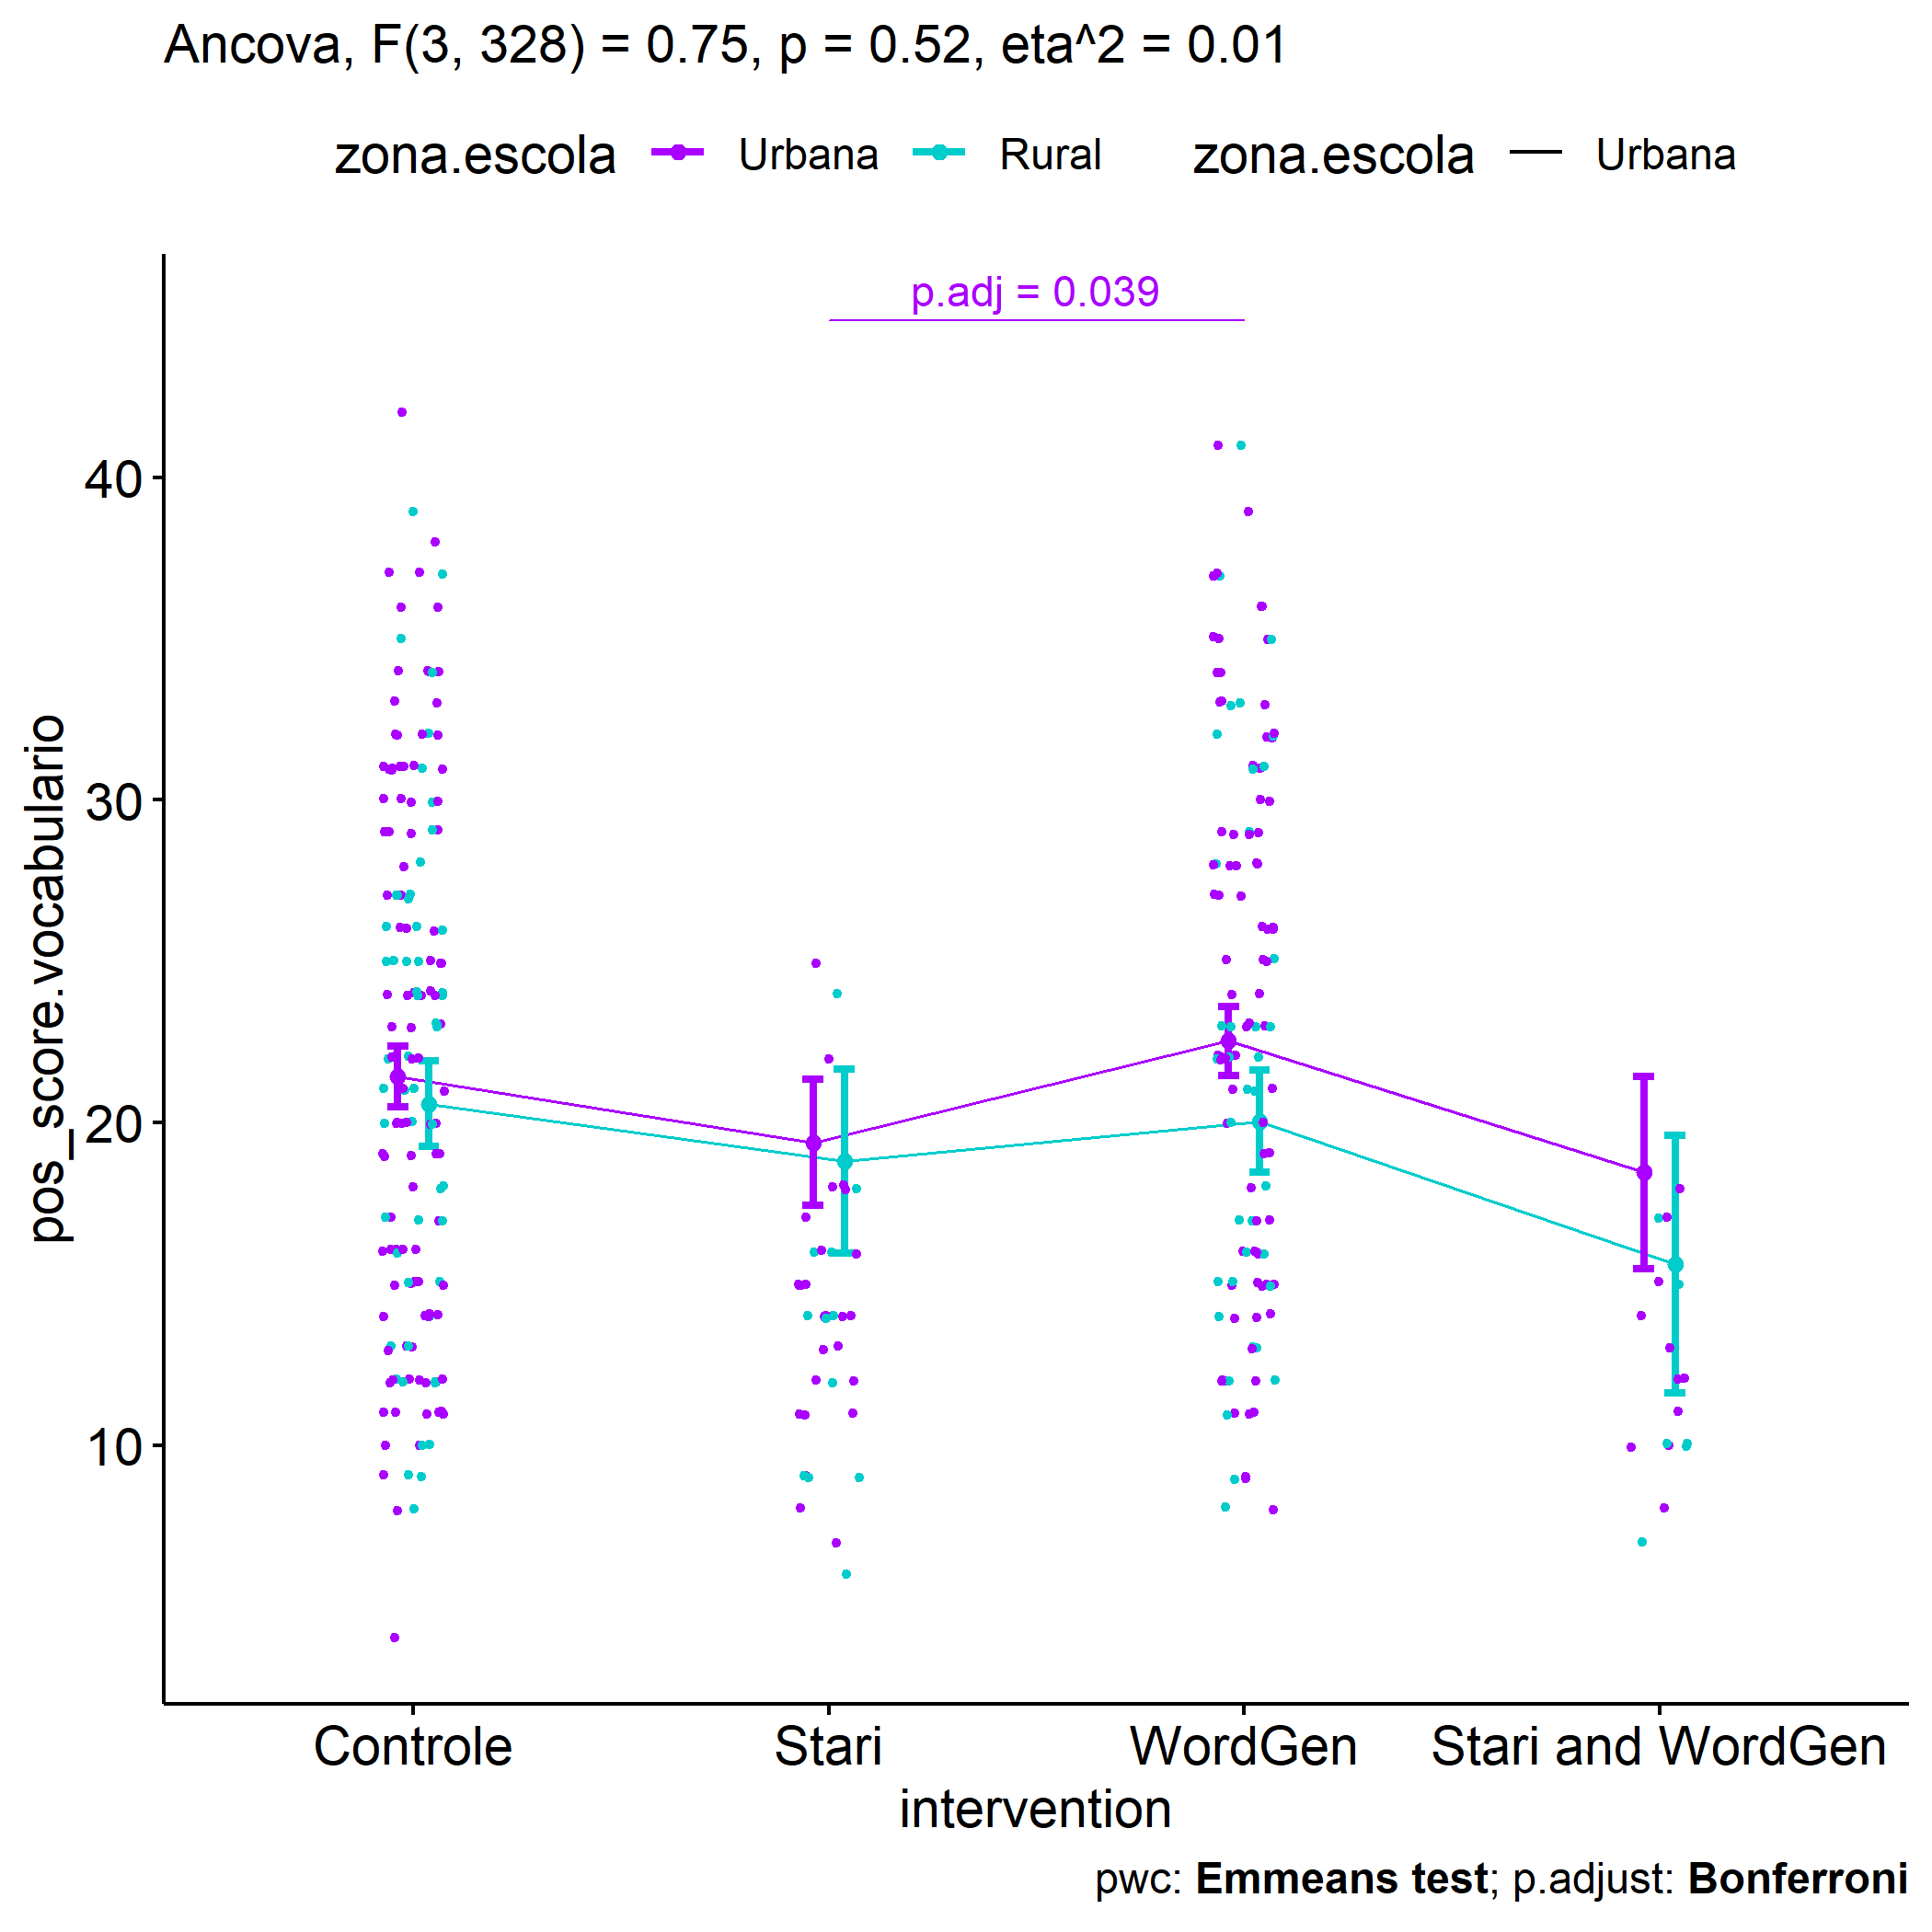 Ancova, F(3, 328) = 0.75, p = 0.52, eta^2 = 0.01
zona.escola Urbana Rural zona.escola Urbana
p.adj = 0.039
pos_score.vocabulario
40
30
20
10
Controle Stari WordGen Stari and WordGen
intervention
pwc: Emmeans test; p.adjust: Bonferroni